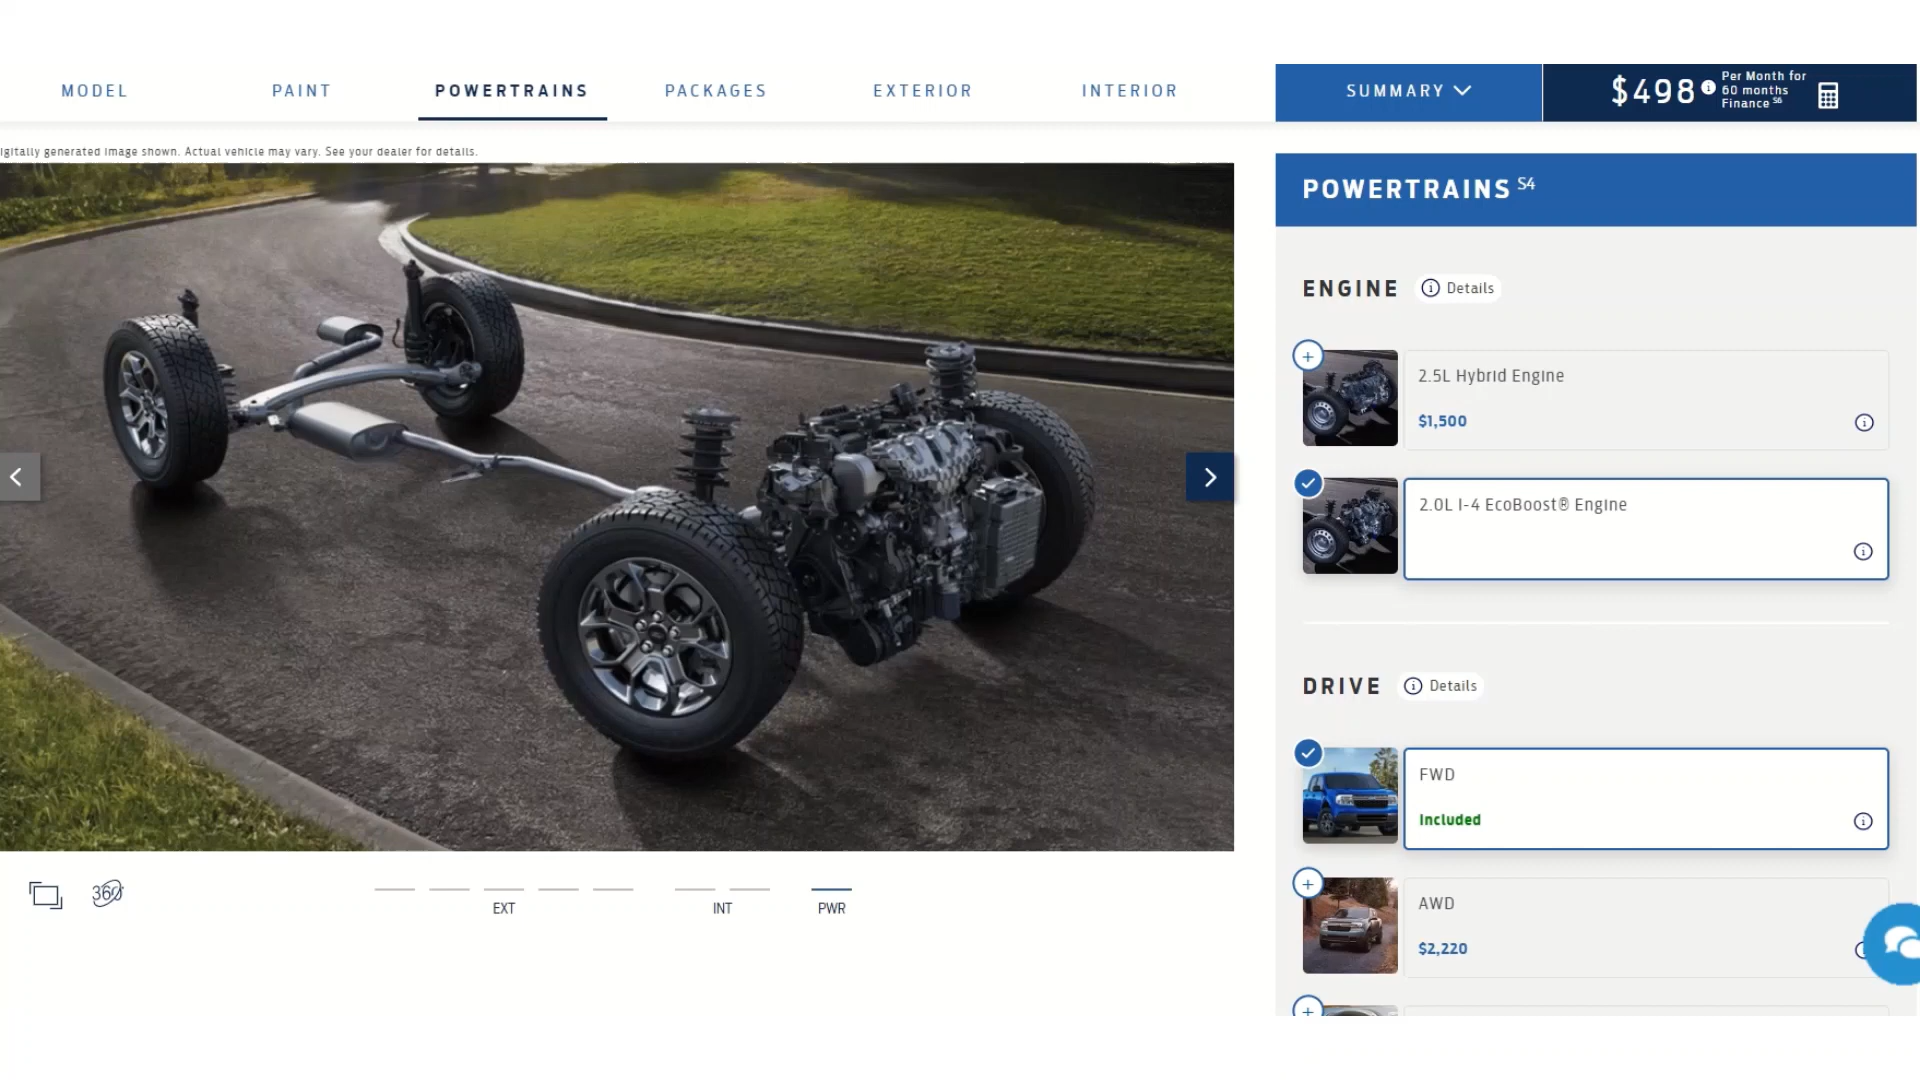 MODEL
PAINT
POWERTRAINS
PACKAGES
EXTERIOR
INTERIOR
SUMMARY
$498
Per Month for
60 months
Finance S6
igitally generated image shown. Actual vehicle may vary. See your dealer for details.
POWERTRAINS S4
ENGINE
Details
2.5L Hybrid Engine
$1,500
2.0L I-4 EcoBoost® Engine
DRIVE
Details
FWD
Included
AWD
$2,220
360°
EXT
INT
PWR